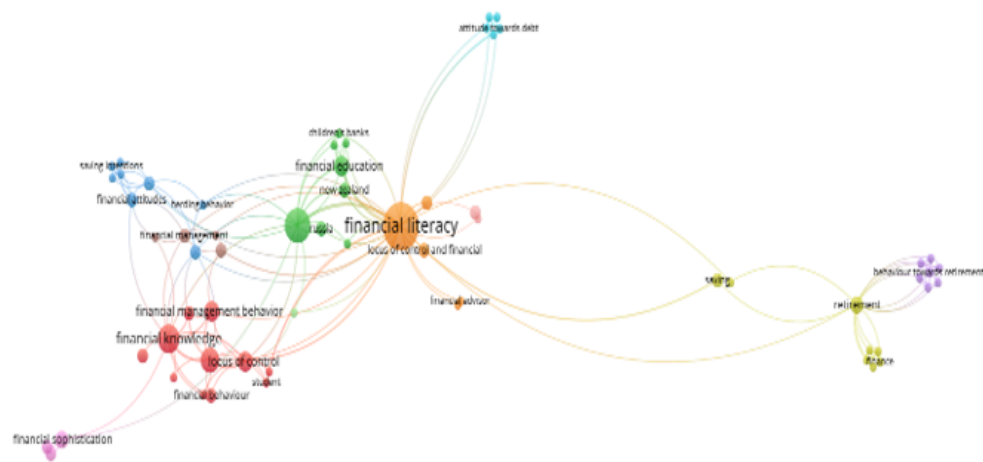 attitude towards debt
children's banks
saving intentions
financial education
new zealand
financial attitudes
herding behavior
financial literacy
russia
financial management
locus of control and financial
behaviour towards retirement
saving
financial advisor
retirement
financial management behavior
financial knowledge
locus of control
finance
student
financial behaviour
financial sophistication